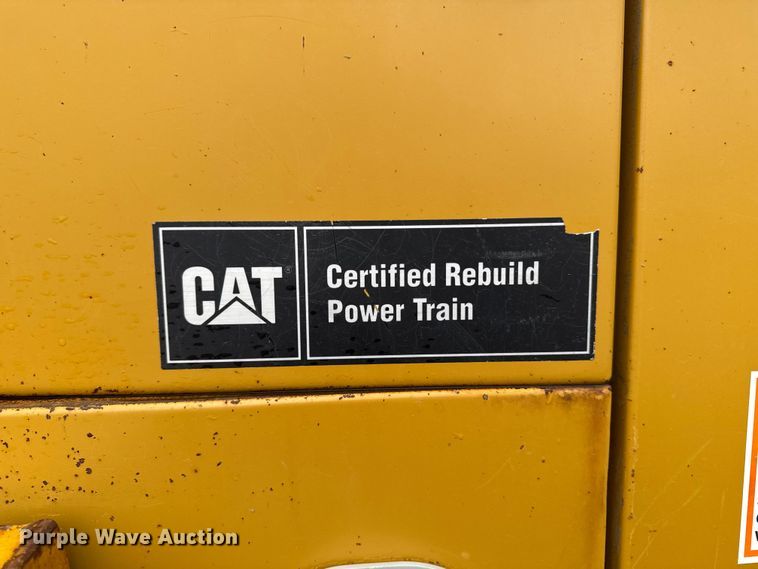 CAT®
Certified Rebuild
Power Train
Purple Wave Auction®